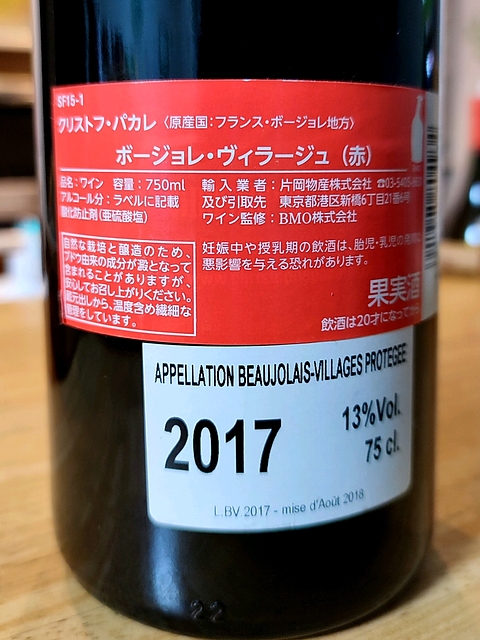 SF15-1
クリストフ・パカレ〈原産国：フランス・ボージョレ地方〉
ボージョレ・ヴィラージュ（赤）
品名：ワイン 容量：750ml
アルコール分：ラベルに記載
酸化防止剤（亜硫酸塩）
輸入業者：片岡物産株式会社 ☎03-5405-
及び引取先 東京都港区新橋6丁目21番6号
ワイン監修：BMO株式会社
自然な栽培と醸造のため、
ブドウ由来の成分が澱となって
含まれることがありますが、
安心してお召し上がりください。
蔵元出しから、温度含め繊細な
管理をしています。
妊娠中や授乳期の飲酒は、胎児・乳児の発育に
悪影響を与える恐れがあります。
果実酒
飲酒は20才になってから
APPELLATION BEAUJOLAIS-VILLAGES PROTEGEE
2017
13%Vol.
75 cl.
L.BV.2017 - mise d'Août 2018
22